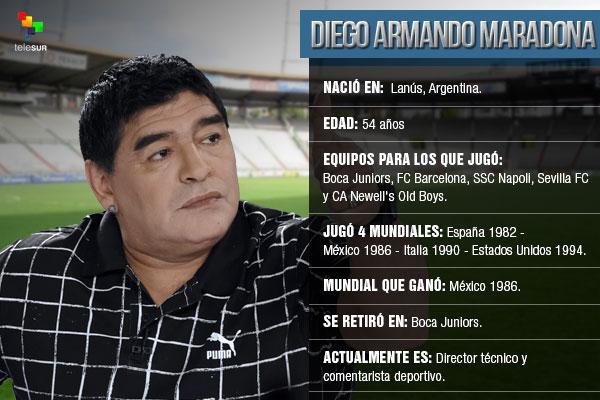 teleSUR
DIEGO ARMANDO MARADONA
NACIÓ EN: Lanús, Argentina.
EDAD: 54 años
EQUIPOS PARA LOS QUE JUGÓ:
Boca Juniors, FC Barcelona, SSC Napoli, Sevilla FC
y CA Newell's Old Boys.
JUGÓ 4 MUNDIALES: España 1982 -
México 1986 - Italia 1990 - Estados Unidos 1994.
MUNDIAL QUE GANÓ: México 1986.
SE RETIRÓ EN: Boca Juniors.
ACTUALMENTE ES: Director técnico y
comentarista deportivo.
PUMA